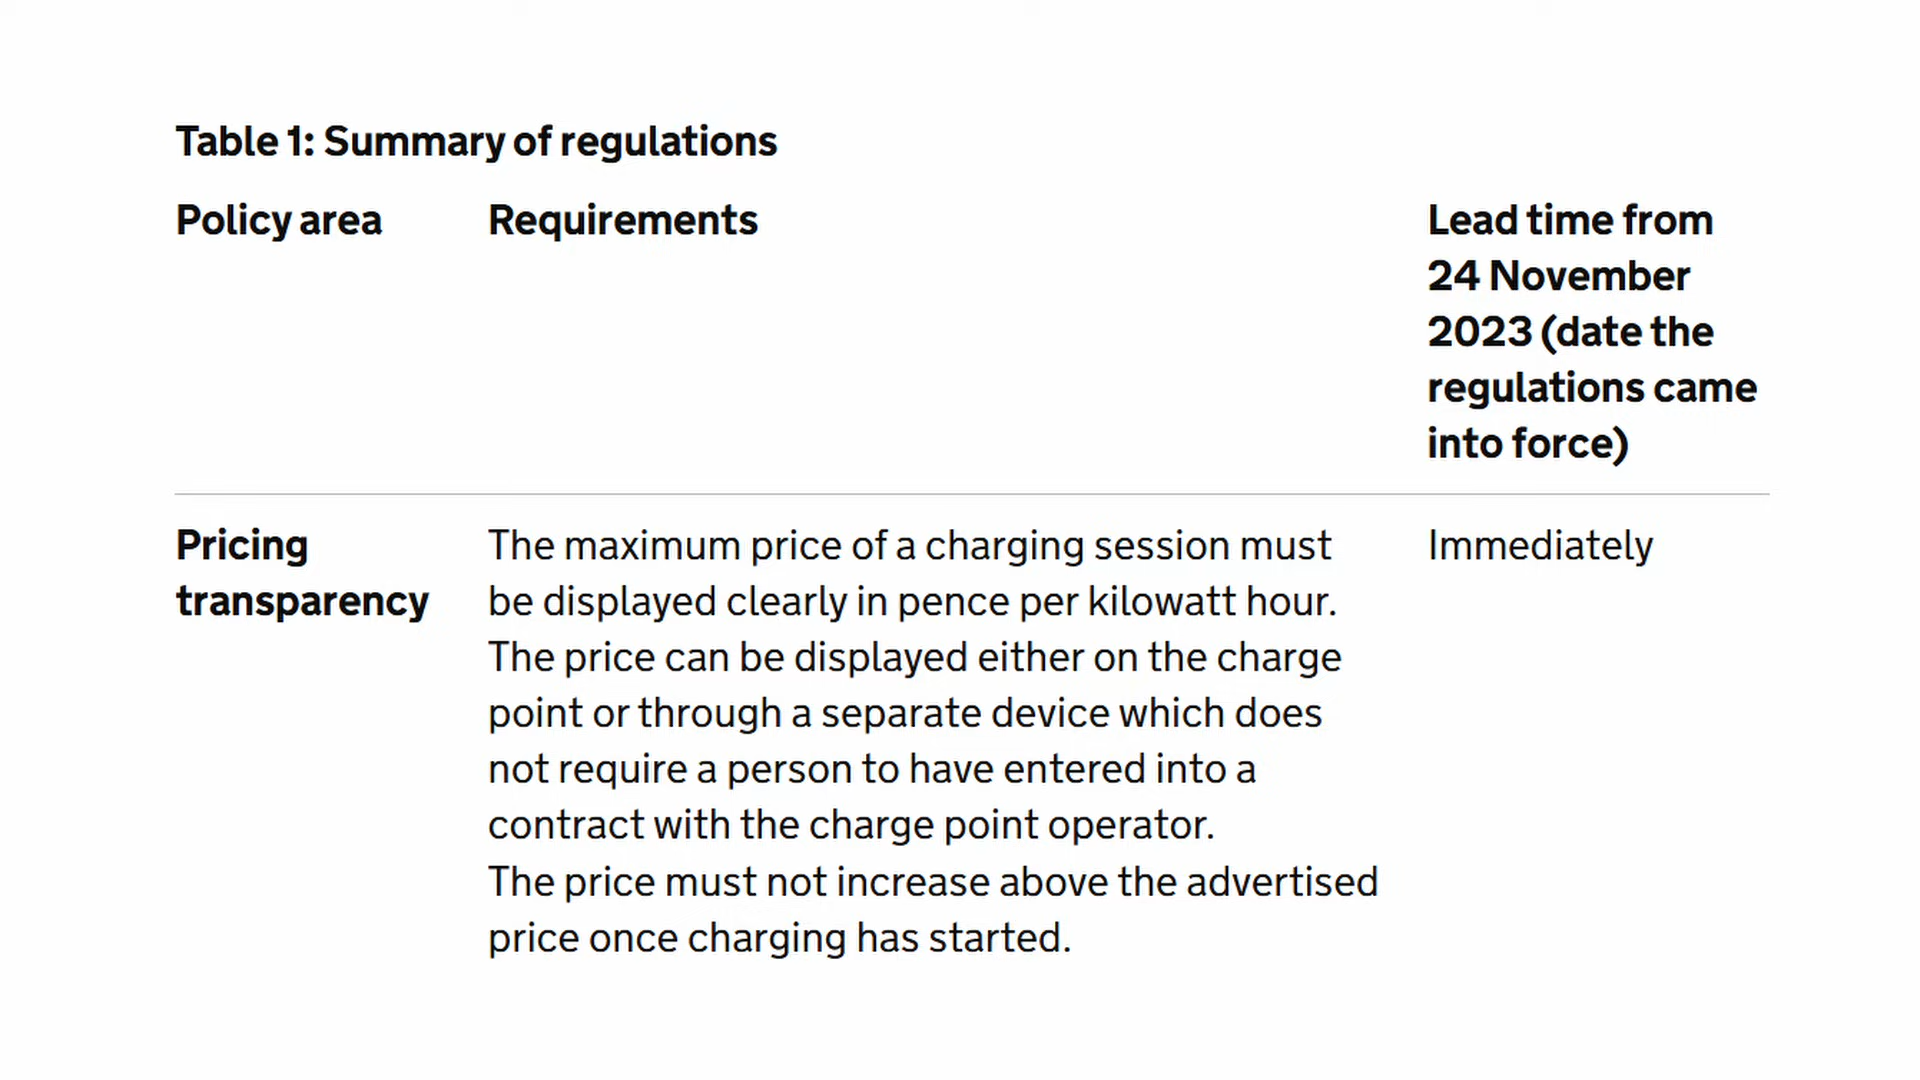 Table 1: Summary of regulations
Policy area
Requirements
Lead time from
24 November
2023 (date the
regulations came
into force)
Pricing
transparency
The maximum price of a charging session must
be displayed clearly in pence per kilowatt hour.
The price can be displayed either on the charge
point or through a separate device which does
not require a person to have entered into a
contract with the charge point operator.
The price must not increase above the advertised
price once charging has started.
Immediately